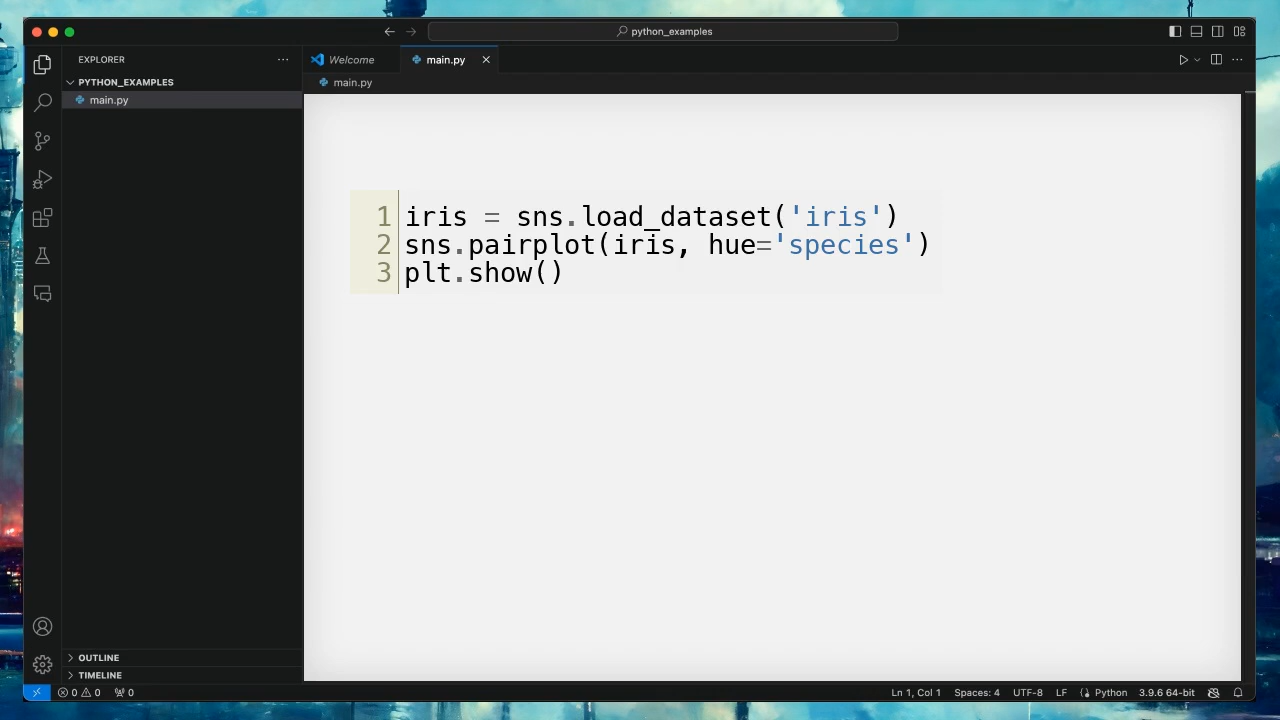 python_examples
EXPLORER
Welcome
main.py
PYTHON_EXAMPLES
main.py
main.py
1 iris = sns.load_dataset('iris')
2 sns.pairplot(iris, hue='species')
3 plt.show()
OUTLINE
TIMELINE
0 0 0
Ln 1, Col 1 Spaces: 4 UTF-8 LF Python 3.9.6 64-bit